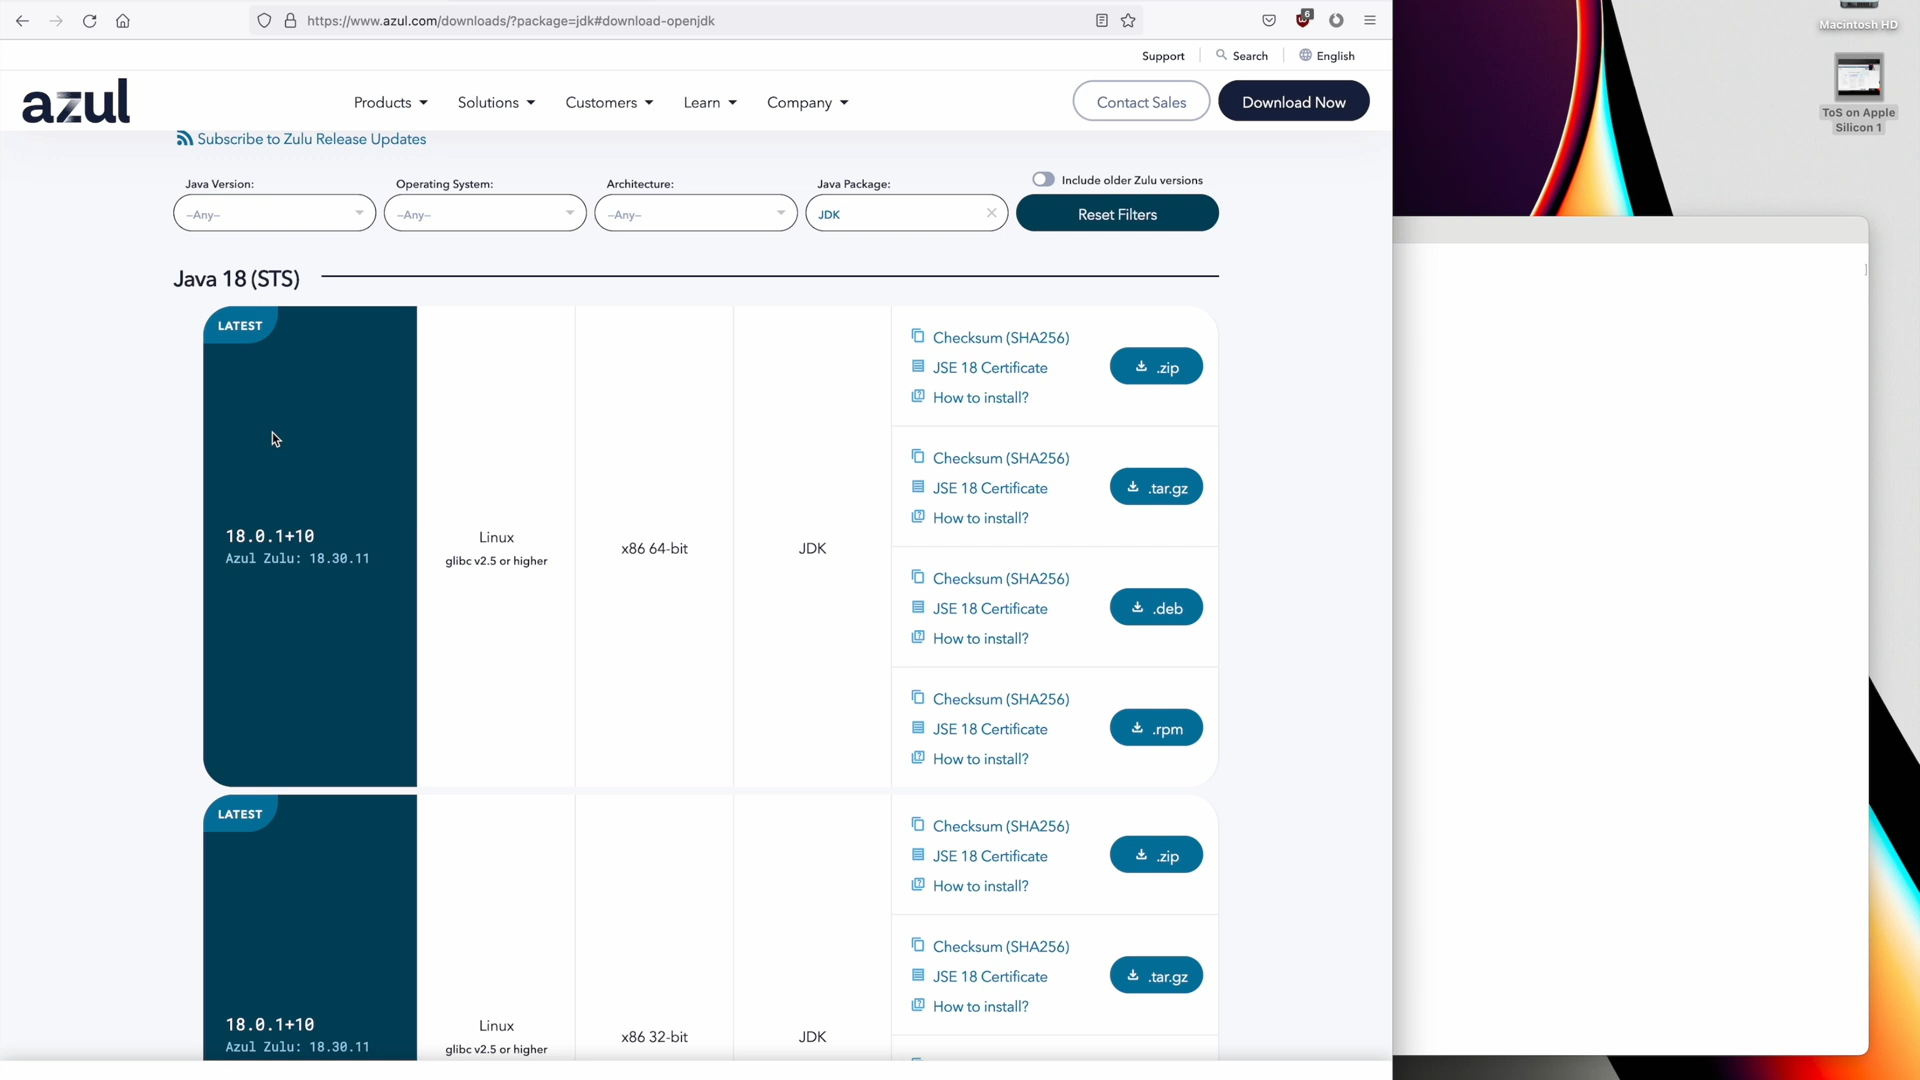 https://www.azul.com/downloads/?package=jdk#download-openjdk
6
Macintosh HD
Support
Search
English
azul
Products
Solutions
Customers
Learn
Company
Contact Sales
Download Now
ToS on Apple
Silicon 1
Subscribe to Zulu Release Updates
Java Version:
Operating System:
Architecture:
Java Package:
Include older Zulu versions
–Any–
–Any–
–Any–
JDK
Reset Filters
Java 18 (STS)
LATEST
18.0.1+10
Azul Zulu: 18.30.11
Linux
glibc v2.5 or higher
x86 64-bit
JDK
Checksum (SHA256)
JSE 18 Certificate
How to install?
.zip
Checksum (SHA256)
JSE 18 Certificate
How to install?
.tar.gz
Checksum (SHA256)
JSE 18 Certificate
How to install?
.deb
Checksum (SHA256)
JSE 18 Certificate
How to install?
.rpm
LATEST
18.0.1+10
Azul Zulu: 18.30.11
Linux
glibc v2.5 or higher
x86 32-bit
JDK
Checksum (SHA256)
JSE 18 Certificate
How to install?
.zip
Checksum (SHA256)
JSE 18 Certificate
How to install?
.tar.gz